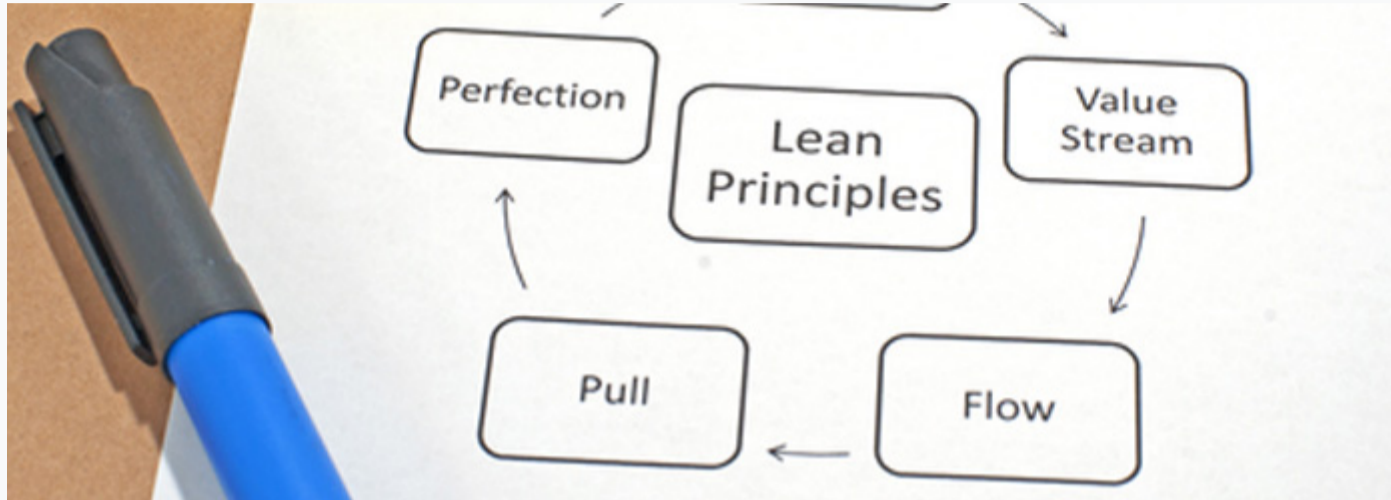 Perfection
Lean
Principles
Value
Stream
Pull
Flow